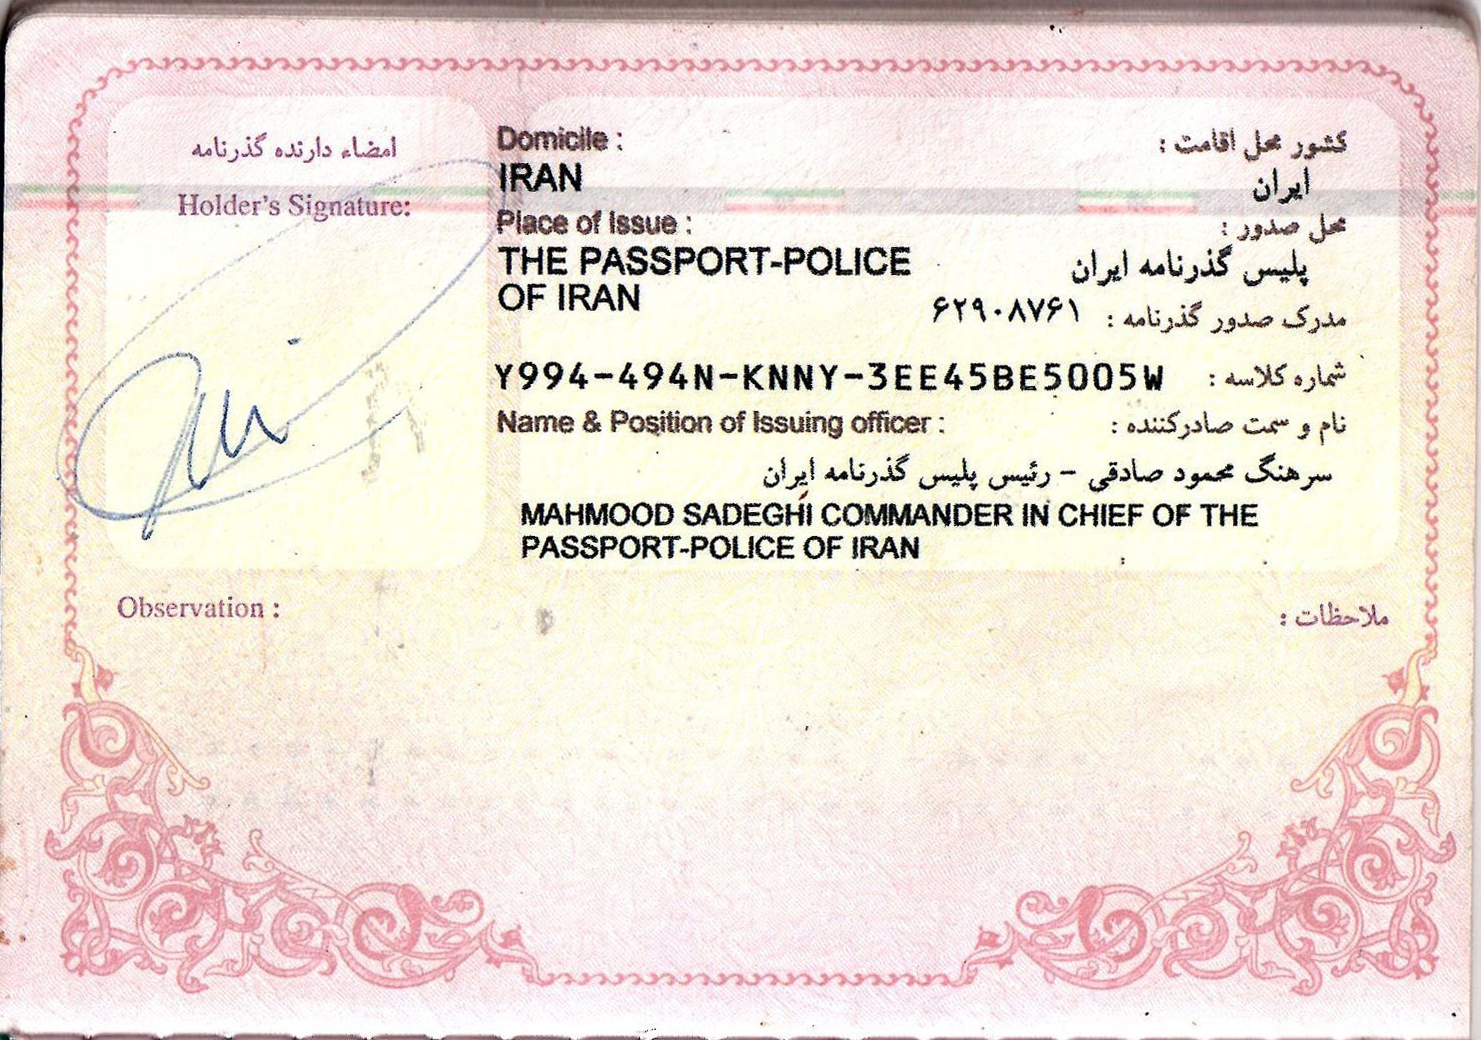 امضاء دارنده گذرنامه
Holder's Signature:
Domicile :
کشور محل اقامت :
IRAN
ایران
Place of Issue :
محل صدور :
THE PASSPORT-POLICE
OF IRAN
پلیس گذرنامه ایران
مدرک صدور گذرنامه : ۶۲۹۰۸۷۶۱
شماره کلاسه :
Y994-494N-KNNY-3EE45BE5005W
Name & Position of Issuing officer :
نام و سمت صادرکننده :
سرهنگ محمود صادقی - رئیس پلیس گذرنامه ایران
MAHMOOD SADEGHI COMMANDER IN CHIEF OF THE
PASSPORT-POLICE OF IRAN
Observation :
ملاحظات :